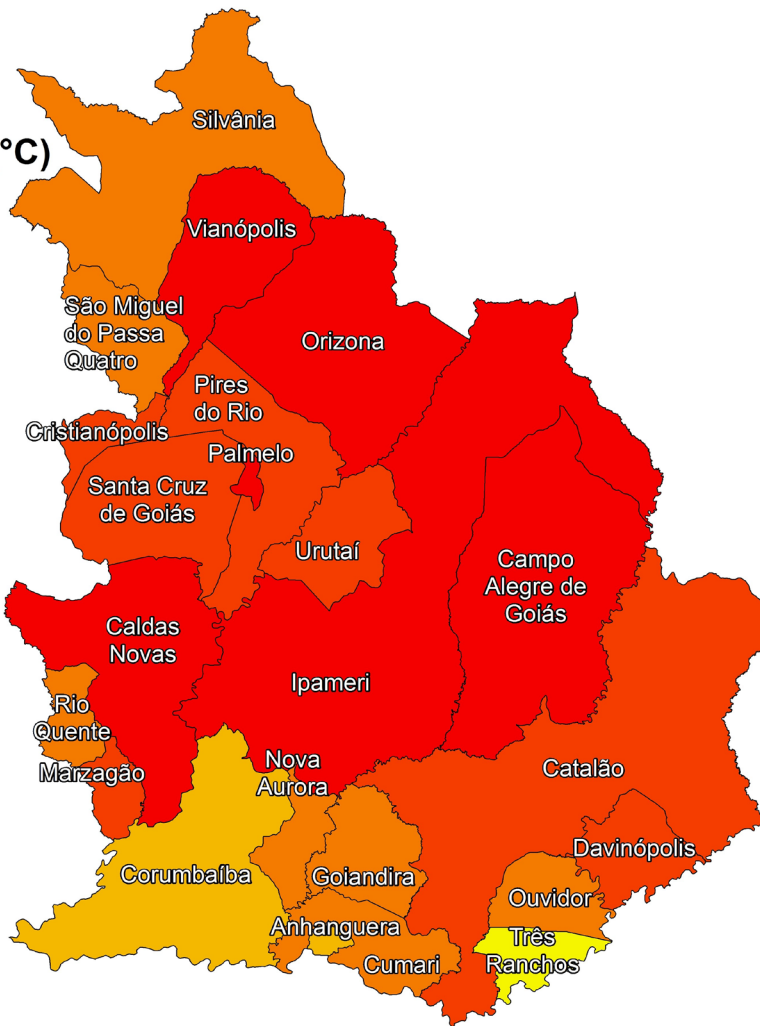 Silvânia
°C)
Vianópolis
São Miguel
do Passa
Quatro
Orizona
Pires
do Rio
Cristianópolis
Palmelo
Santa Cruz
de Goiás
Urutaí
Campo
Alegre de
Goiás
Caldas
Novas
Ipameri
Rio
Quente
Marzagão
Nova
Aurora
Catalão
Davinópolis
Corumbaíba
Goiandira
Ouvidor
Anhanguera
Três
Ranchos
Cumari